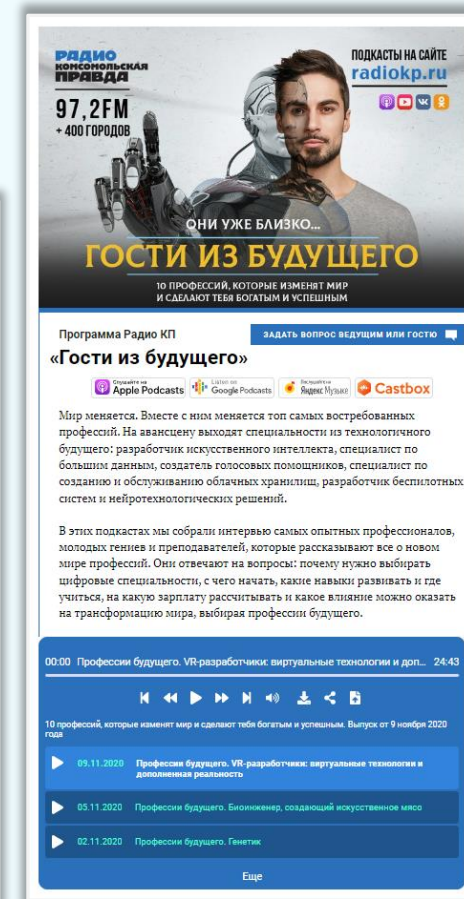 РАДИО
КОМСОМОЛЬСКАЯ
ПРАВДА
97,2FM
+ 400 ГОРОДОВ
ПОДКАСТЫ НА САЙТЕ
radiokp.ru
ОНИ УЖЕ БЛИЗКО...
ГОСТИ ИЗ БУДУЩЕГО
10 ПРОФЕССИЙ, КОТОРЫЕ ИЗМЕНЯТ МИР
И СДЕЛАЮТ ТЕБЯ БОГАТЫМ И УСПЕШНЫМ
Программа Радио КП
ЗАДАТЬ ВОПРОС ВЕДУЩИМ ИЛИ ГОСТЮ
«Гости из будущего»
Слушайте на
Apple Podcasts
Listen on
Google Podcasts
Слушайте на
Яндекс Музыке
Castbox
Мир меняется. Вместе с ним меняется топ самых востребованных
профессий. На авансцену выходят специальности из технологичного
будущего: разработчик искусственного интеллекта, специалист по
большим данным, создатель голосовых помощников, специалист по
созданию и обслуживанию облачных хранилищ, разработчик беспилотных
систем и нейротехнологических решений.
В этих подкастах мы собрали интервью самых опытных профессионалов,
молодых гениев и преподавателей, которые рассказывают все о новом
мире профессий. Они отвечают на вопросы: почему нужно выбирать
цифровые специальности, с чего начать, какие навыки развивать и где
учиться, на какую зарплату рассчитывать и какое влияние можно оказать
на трансформацию мира, выбирая профессии будущего.
00:00 Профессии будущего. VR-разработчики: виртуальные технологии и доп... 24:43
10 профессий, которые изменят мир и сделают тебя богатым и успешным. Выпуск от 9 ноября 2020
года
09.11.2020 Профессии будущего. VR-разработчики: виртуальные технологии и
дополненная реальность
05.11.2020 Профессии будущего. Биоинженер, создающий искусственное мясо
02.11.2020 Профессии будущего. Генетик
Еще